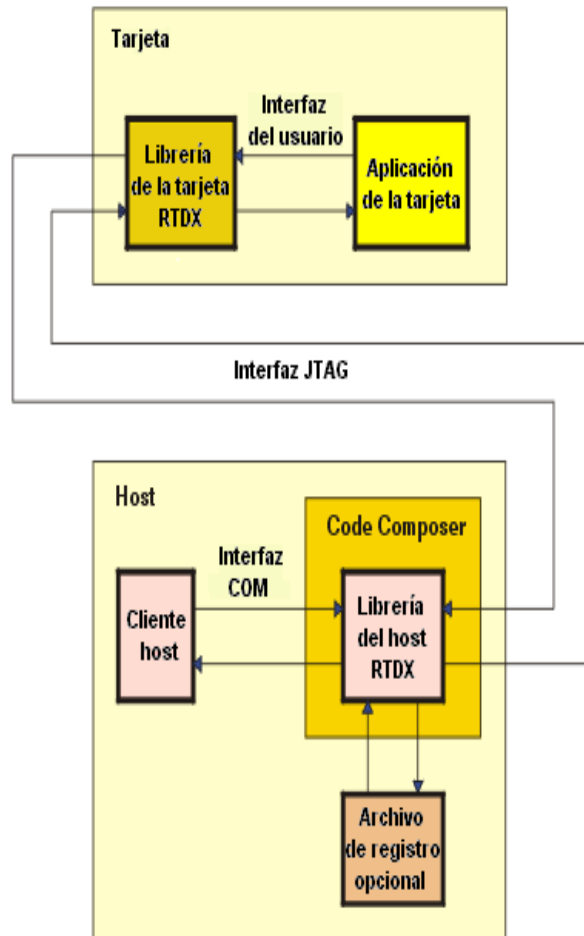 Tarjeta
Interfaz
del usuario
Librería
de la tarjeta
RTDX
Aplicación
de la tarjeta
Interfaz JTAG
Host
Code Composer
Interfaz
COM
Cliente
host
Librería
del host
RTDX
Archivo
de registro
opcional